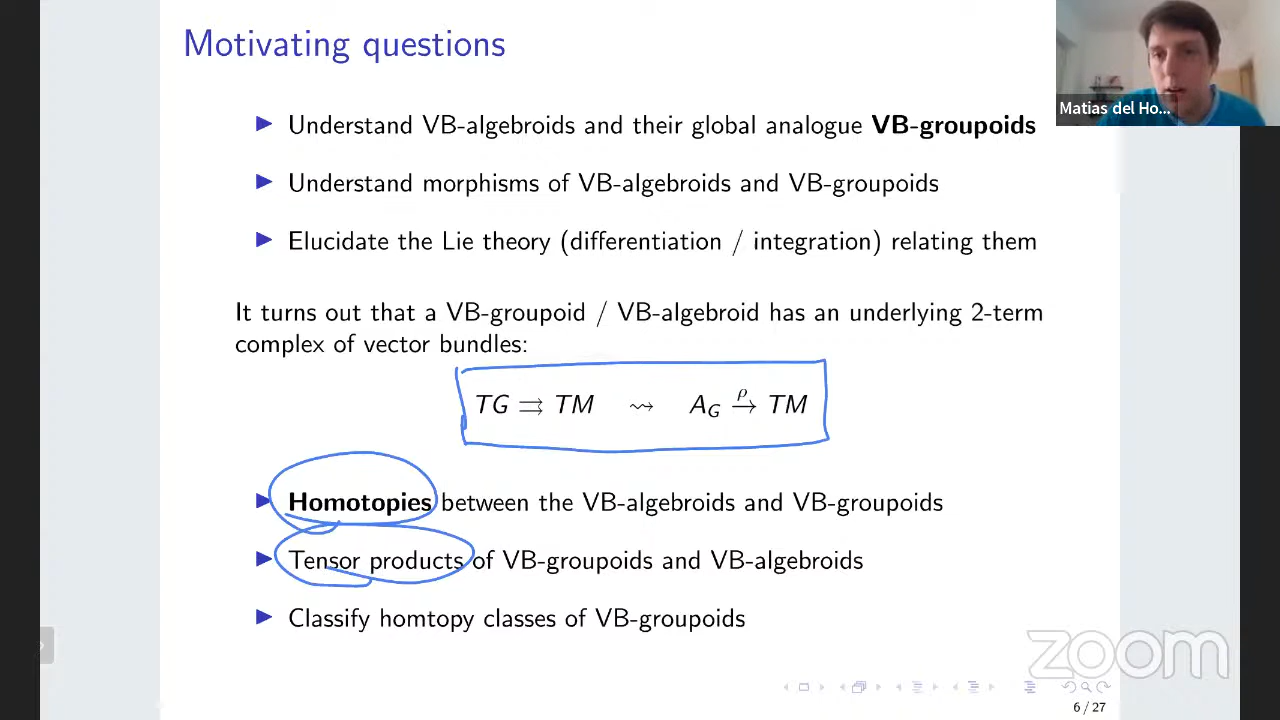 Motivating questions
Matias del Ho...
▶ Understand VB-algebroids and their global analogue VB-groupoids
▶ Understand morphisms of VB-algebroids and VB-groupoids
▶ Elucidate the Lie theory (differentiation / integration) relating them
It turns out that a VB-groupoid / VB-algebroid has an underlying 2-term
complex of vector bundles:
TG ⇉ TM ⇝ A_G →^ρ TM
▶ Homotopies between the VB-algebroids and VB-groupoids
▶ Tensor products of VB-groupoids and VB-algebroids
▶ Classify homtopy classes of VB-groupoids
zoom
6 / 27